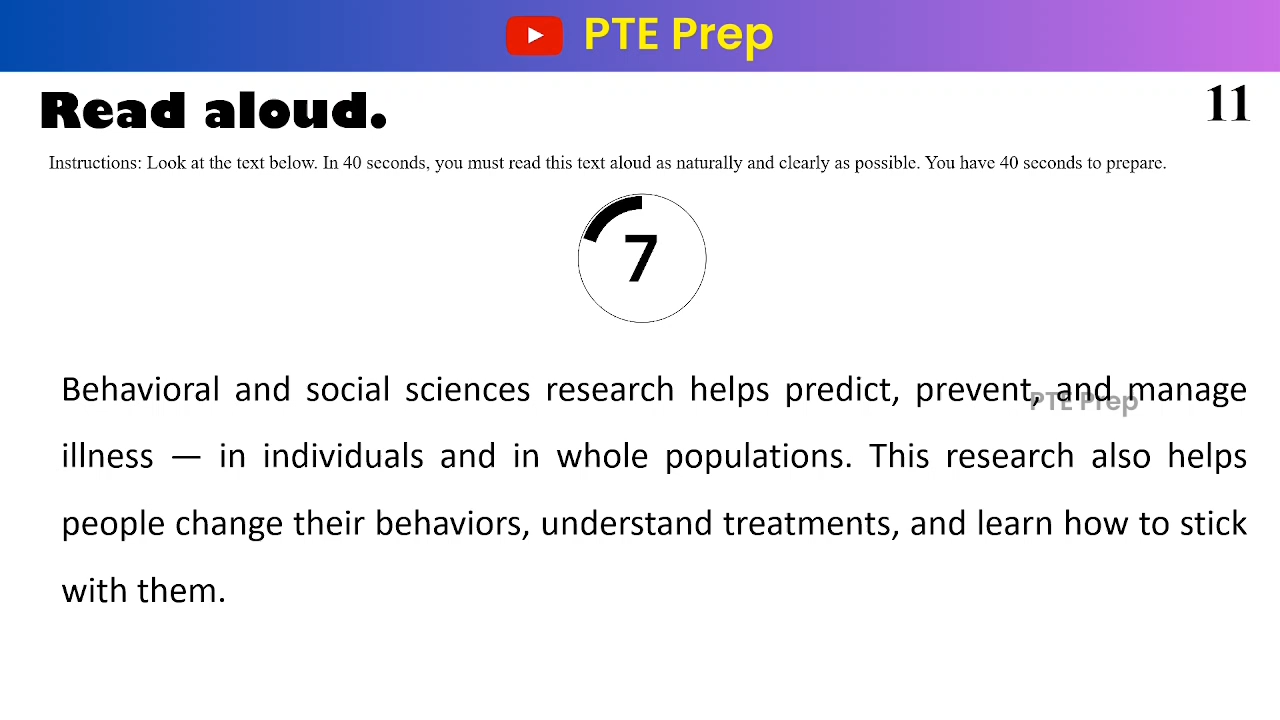 PTE Prep
Read aloud.
11
Instructions: Look at the text below. In 40 seconds, you must read this text aloud as naturally and clearly as possible. You have 40 seconds to prepare.
7
Behavioral and social sciences research helps predict, prevent, and manage
PTE Prep
illness — in individuals and in whole populations. This research also helps
people change their behaviors, understand treatments, and learn how to stick
with them.